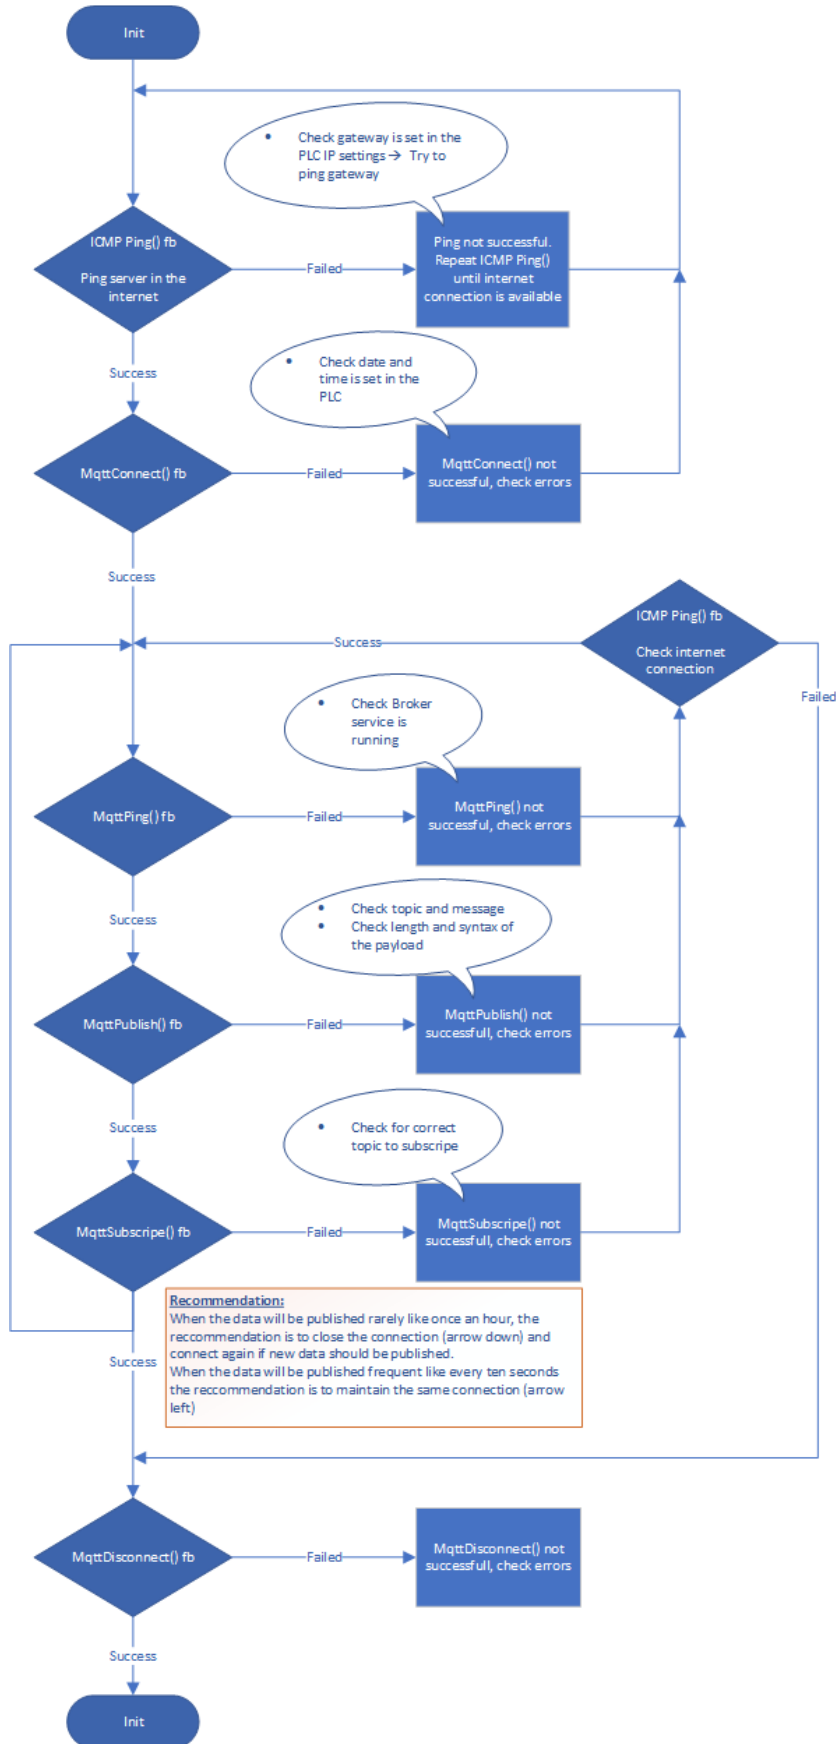 Init
• Check gateway is set in the
PLC IP settings → Try to
ping gateway
ICMP Ping() fb
Ping server in the
internet
Failed
Ping not successful.
Repeat ICMP Ping()
until internet
connection is available
Success
• Check date and
time is set in the
PLC
MqttConnect() fb
Failed
MqttConnect() not
successful, check errors
Success
ICMP Ping() fb
Check internet
connection
Success
Failed
• Check Broker
service is
running
MqttPing() fb
Failed
MqttPing() not
successful, check errors
Success
• Check topic and message
• Check length and syntax of
the payload
MqttPublish() fb
Failed
MqttPublish() not
successfull, check errors
Success
• Check for correct
topic to subscripe
MqttSubscripe() fb
Failed
MqttSubscripe() not
successfull, check errors
Recommendation:
When the data will be published rarely like once an hour, the
reccommendation is to close the connection (arrow down) and
connect again if new data should be published.
When the data will be published frequent like every ten seconds
the reccommendation is to maintain the same connection (arrow
left)
Success
MqttDisconnect() fb
Failed
MqttDisconnect() not
successfull, check errors
Success
Init